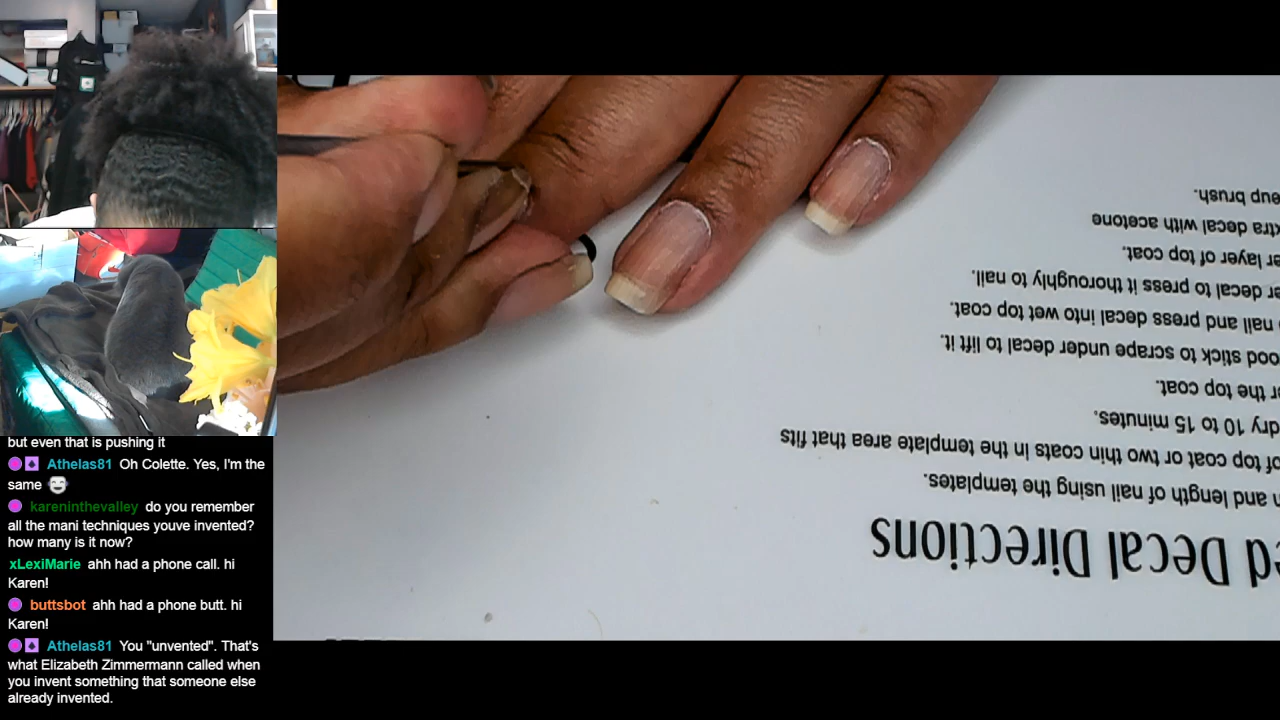 but even that is pushing it
Athelas81 Oh Colette. Yes, I'm the
same
kareninthevalley do you remember
all the mani techniques youve invented?
how many is it now?
xLexiMarie ahh had a phone call. hi
Karen!
buttsbot ahh had a phone butt. hi
Karen!
Athelas81 You "unvented". That's
what Elizabeth Zimmermann called when
you invent something that someone else
already invented.
Decal Directions
and length of nail using the templates.
of top coat or two thin coats in the template area that fits
dry 10 to 15 minutes.
the top coat.
stick to scrape under decal to lift it.
nail and press decal into wet top coat.
decal to press it thoroughly to nail.
layer of top coat.
decal with acetone
brush.